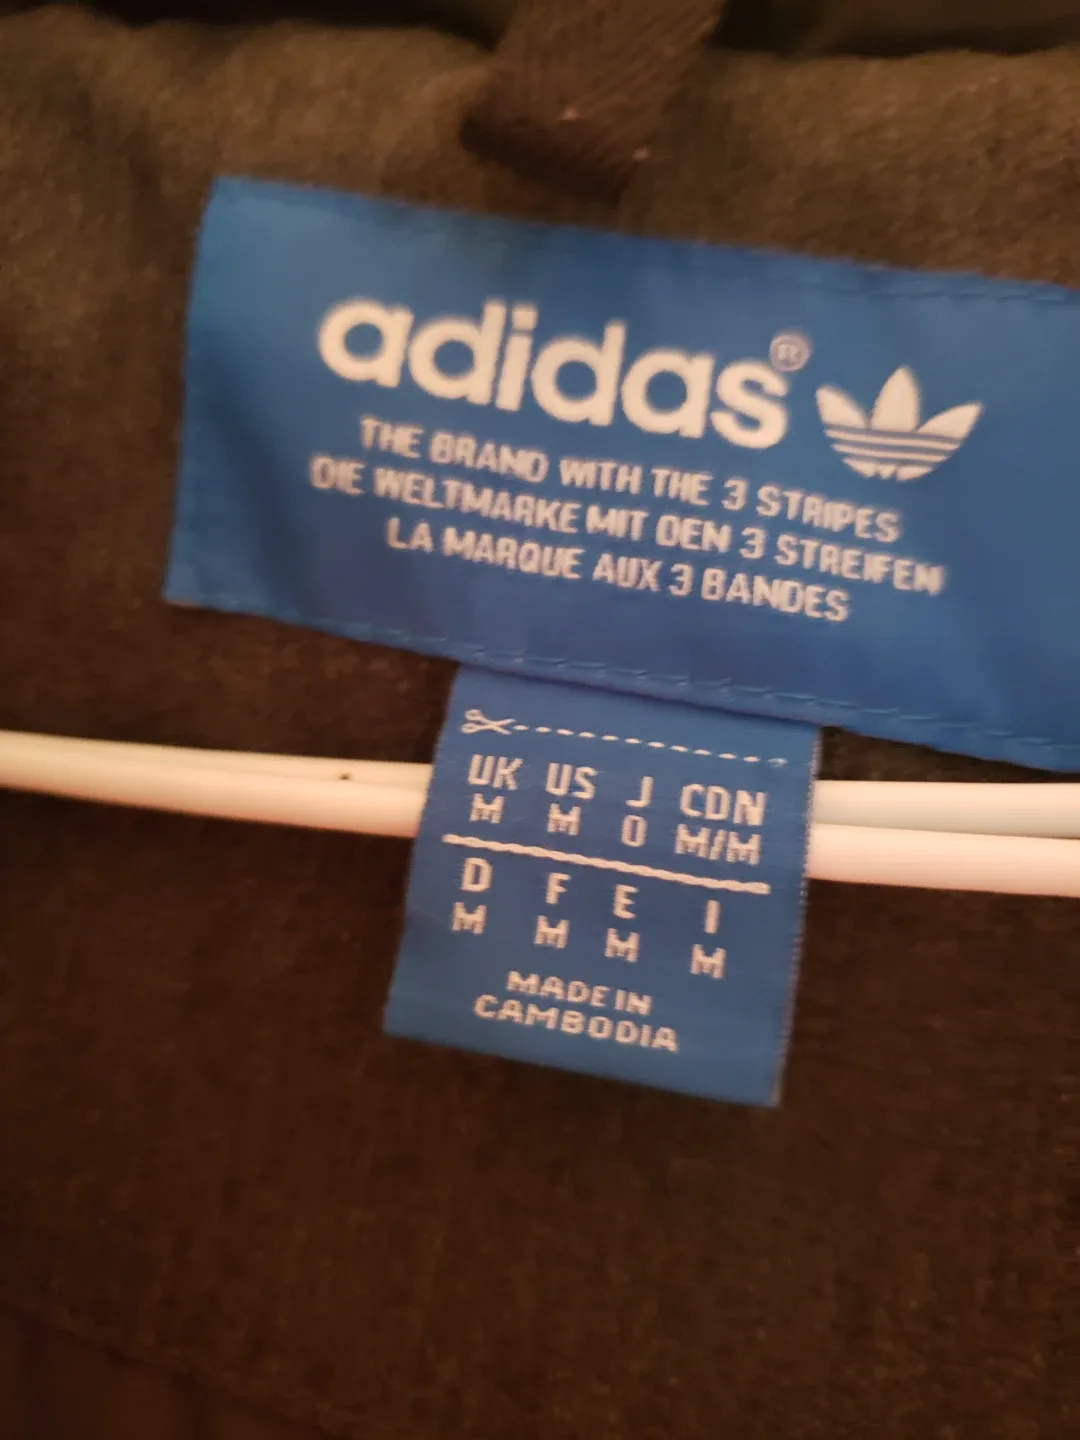 adidas®
THE BRAND WITH THE 3 STRIPES
DIE WELTMARKE MIT DEN 3 STREIFEN
LA MARQUE AUX 3 BANDES
UK US J CDN
M M O M/M
D F E I
M M M M
MADE IN
CAMBODIA